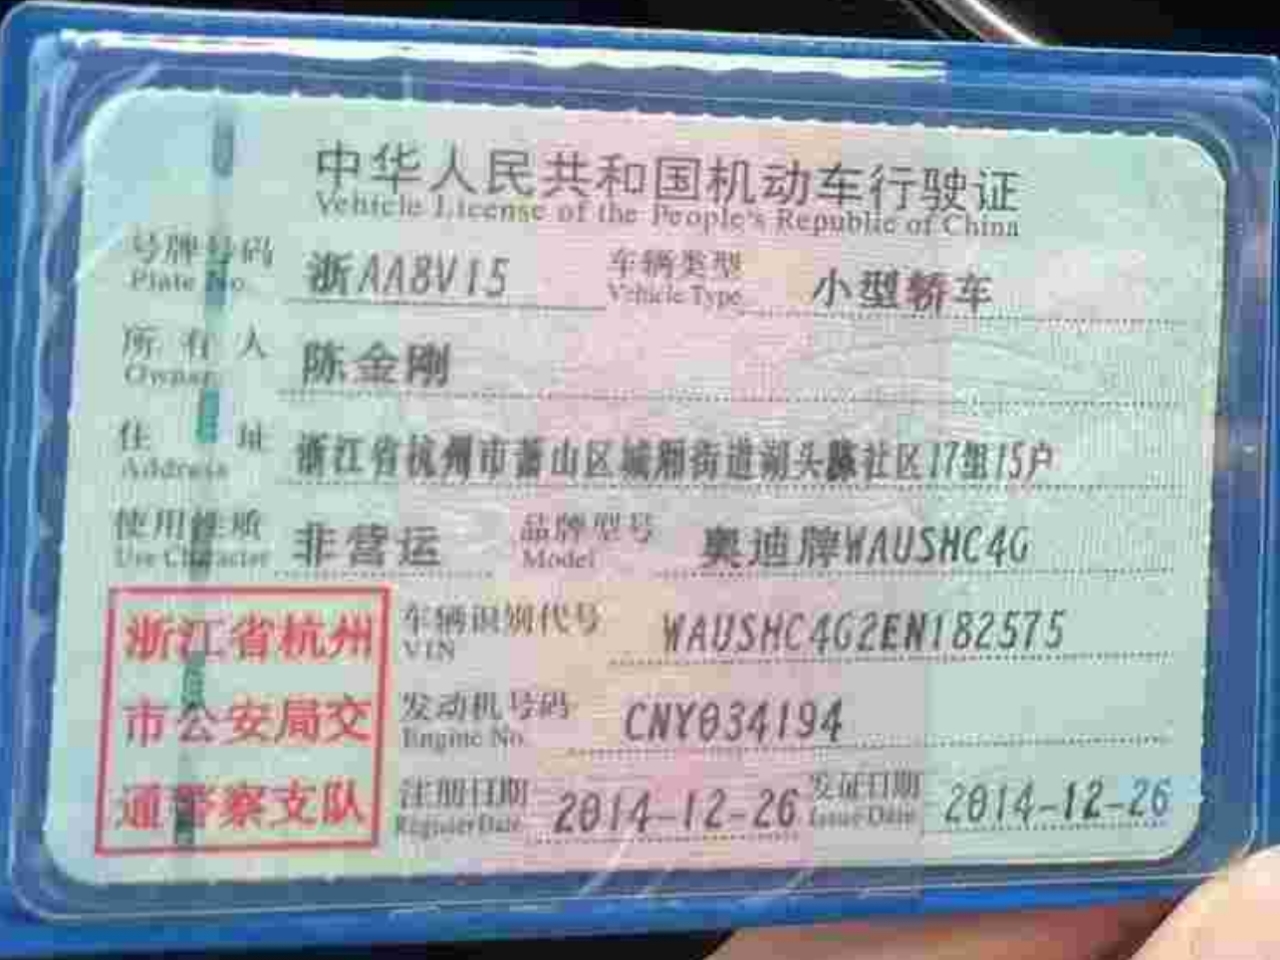 中华人民共和国机动车行驶证
Vehicle License of the People's Republic of China
号牌号码 浙AA8V15 车辆类型 小型轿车
Plate No. Vehicle Type
所有人 陈金刚
Owner
住址 浙江省杭州市萧山区城厢街道湖头陈社区17组15户
Address
使用性质 非营运 品牌型号 奥迪牌WAUSHC4G
Use Character Model
浙江省杭州市公安局交通警察支队
车辆识别代号 WAUSHC4G2EN182575
VIN
发动机号码 CNY034194
Engine No.
注册日期 2014-12-26 发证日期 2014-12-26
Register Date Issue Date